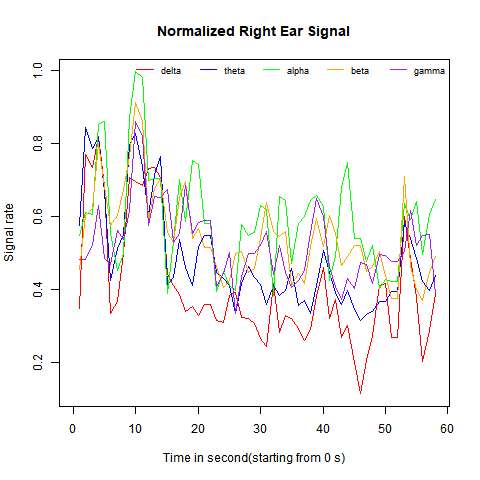 Normalized Right Ear Signal
delta theta alpha beta gamma
1.0
0.8
0.6
0.4
0.2
Signal rate
0 10 20 30 40 50 60
Time in second(starting from 0 s)